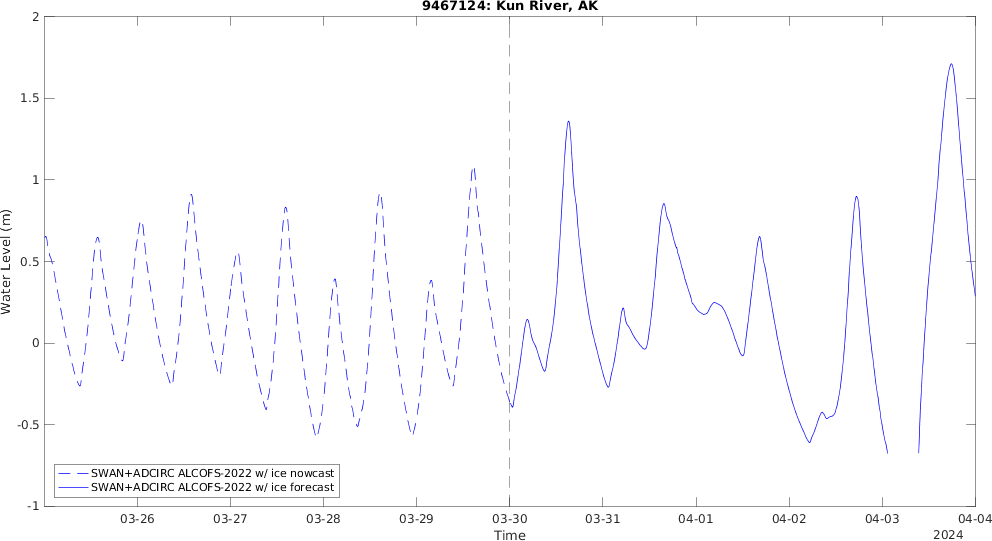 9467124: Kun River, AK
2
1.5
1
0.5
0
-0.5
-1
Water Level (m)
SWAN+ADCIRC ALCOFS-2022 w/ ice nowcast
SWAN+ADCIRC ALCOFS-2022 w/ ice forecast
03-26 03-27 03-28 03-29 03-30 03-31 04-01 04-02 04-03 04-04
Time
2024